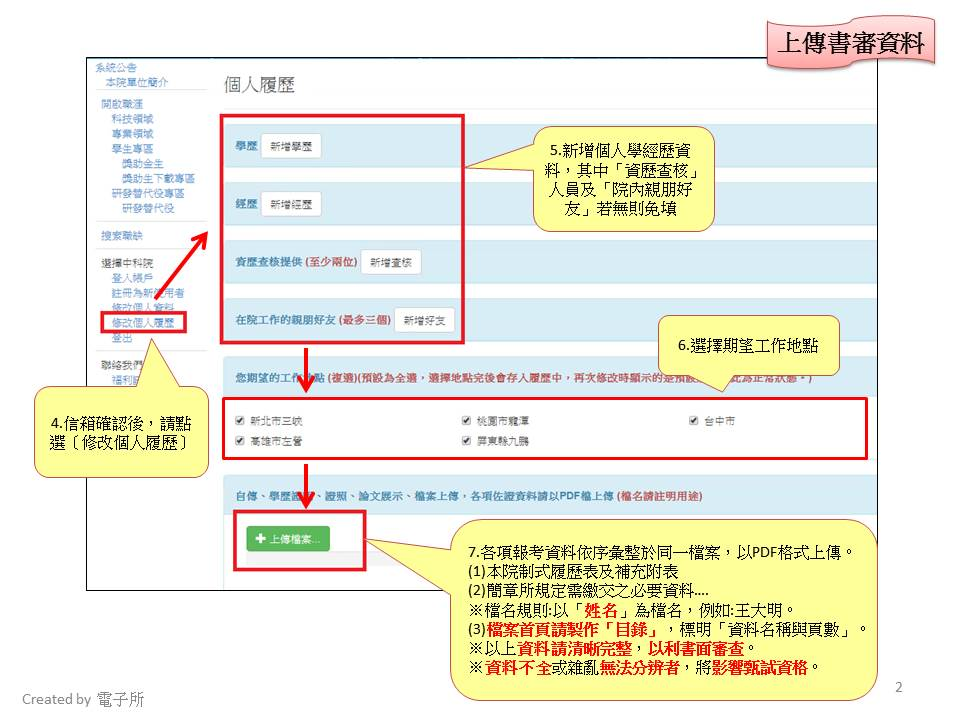 上傳書審資料
系統公告
本院單位簡介
開啟職涯
科技領域
專業領域
學生專區
獎助金生
獎助生下載專區
研發替代役專區
研發替代役
搜索職缺
選擇中科院
登入帳戶
註冊為新使用者
修改個人資料
修改個人履歷
登出
聯絡我們
福利
個人履歷
學歷 新增學歷
經歷 新增經歷
資歷查核提供 (至少兩位) 新增查核
在院工作的親朋好友 (最多三個) 新增好友
5.新增個人學經歷資
料，其中「資歷查核」
人員及「院內親朋好
友」若無則免填
6.選擇期望工作地點
您期望的工作地點 (複選)(預設為全選，選擇地點完後會存入履歷中，再次修改時顯示的是預設
此為正常狀態。)
新北市三峽 桃園市龍潭 台中市
高雄市左營 屏東縣九鵬
4.信箱確認後，請點
選〔修改個人履歷〕
自傳、學歷證、證照、論文展示、檔案上傳，各項佐證資料請以PDF檔上傳 (檔名請註明用途)
上傳檔案...
7.各項報考資料依序彙整於同一檔案，以PDF格式上傳。
(1)本院制式履歷表及補充附表
(2)簡章所規定需繳交之必要資料....
※檔名規則:以「姓名」為檔名，例如:王大明。
(3)檔案首頁請製作「目錄」，標明「資料名稱與頁數」。
※以上資料請清晰完整，以利書面審查。
※資料不全或雜亂無法分辨者，將影響甄試資格。
Created by 電子所
2